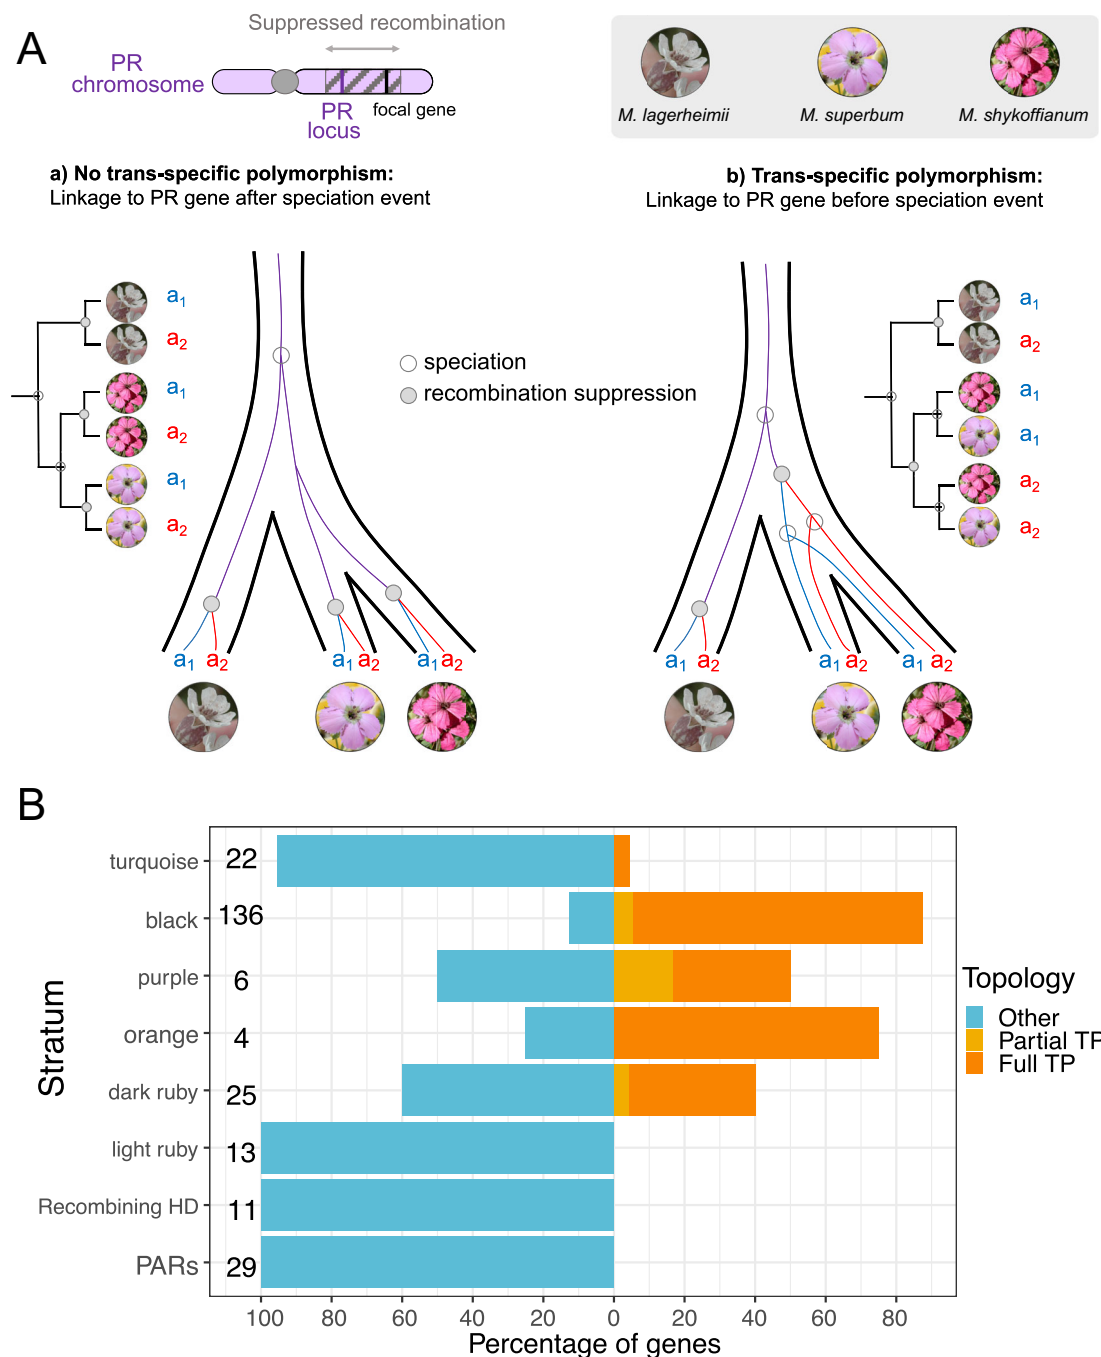 A
Suppressed recombination
PR
chromosome
PR
locus
focal gene
M. lagerheimii
M. superbum
M. shykoffianum
a) No trans-specific polymorphism:
Linkage to PR gene after speciation event
b) Trans-specific polymorphism:
Linkage to PR gene before speciation event
a1
a2
a1
a2
a1
a2
speciation
recombination suppression
a1
a2
a1
a1
a2
a2
a1 a2
a1 a2
a1 a2
a1 a2
a1 a2
a1 a2
B
Stratum
turquoise 22
black 136
purple 6
orange 4
dark ruby 25
light ruby 13
Recombining HD 11
PARs 29
100 80 60 40 20 0 20 40 60 80
Percentage of genes
Topology
Other
Partial TP
Full TP